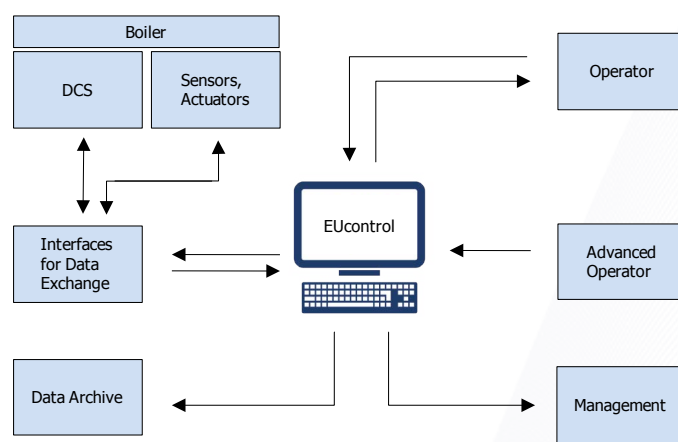 Boiler
DCS
Sensors,
Actuators
Operator
EUcontrol
Interfaces
for Data
Exchange
Advanced
Operator
Data Archive
Management